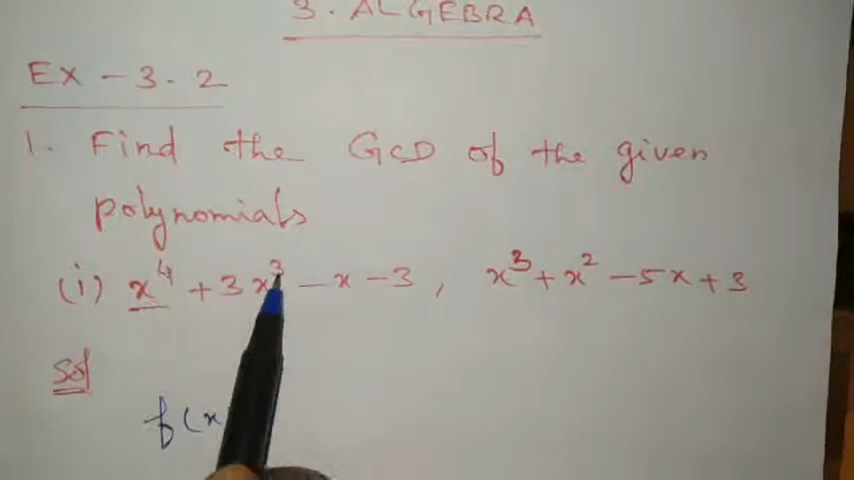 3. ALGEBRA
Ex - 3.2
1. Find the GCD of the given
polynomials
(i) x⁴ + 3x³ - x - 3, x³ + x² - 5x + 3
Sol
f(x